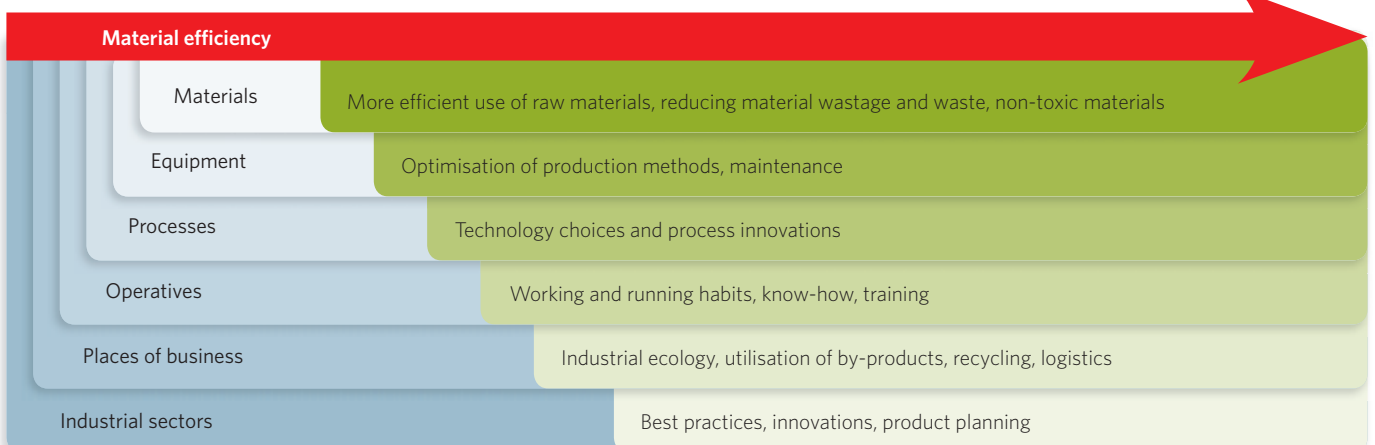 Material efficiency
Materials
More efficient use of raw materials, reducing material wastage and waste, non-toxic materials
Equipment
Optimisation of production methods, maintenance
Processes
Technology choices and process innovations
Operatives
Working and running habits, know-how, training
Places of business
Industrial ecology, utilisation of by-products, recycling, logistics
Industrial sectors
Best practices, innovations, product planning